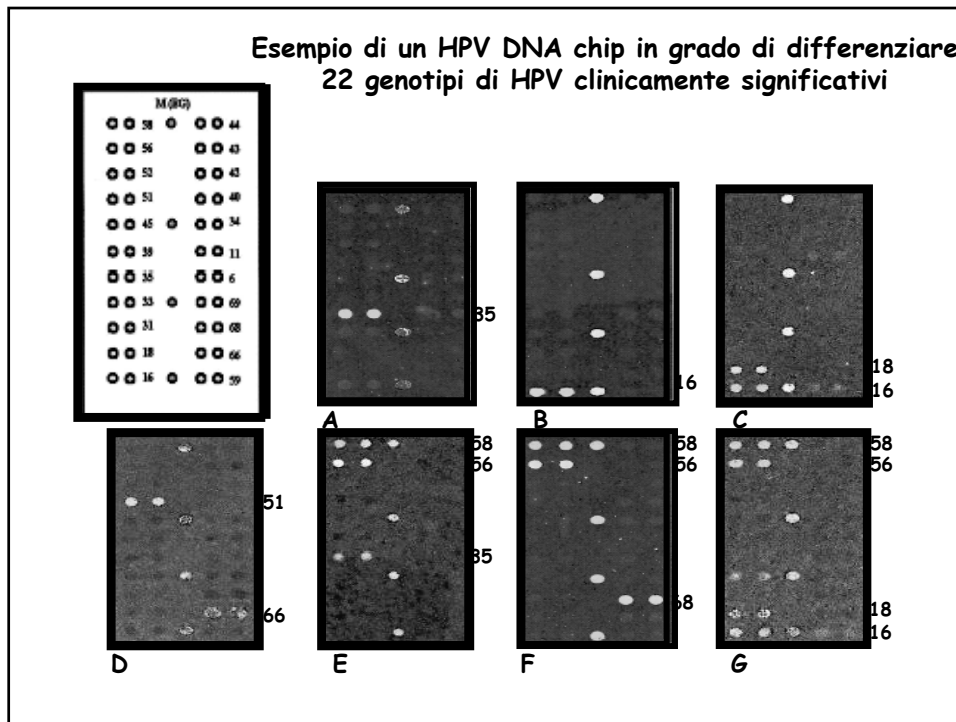 Esempio di un HPV DNA chip in grado di differenziare
22 genotipi di HPV clinicamente significativi
M (BG)
58 44
56 43
52 42
51 40
45 34
39 11
35 6
33 69
31 68
18 66
16 59
35
16
18
16
A
B
C
58
56
58
56
58
56
51
35
68
66
18
16
D
E
F
G